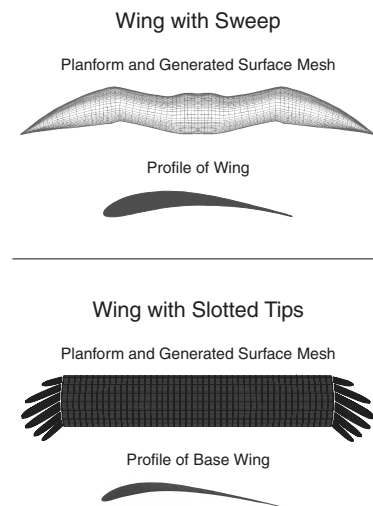 Wing with Sweep
Planform and Generated Surface Mesh
Profile of Wing
Wing with Slotted Tips
Planform and Generated Surface Mesh
Profile of Base Wing